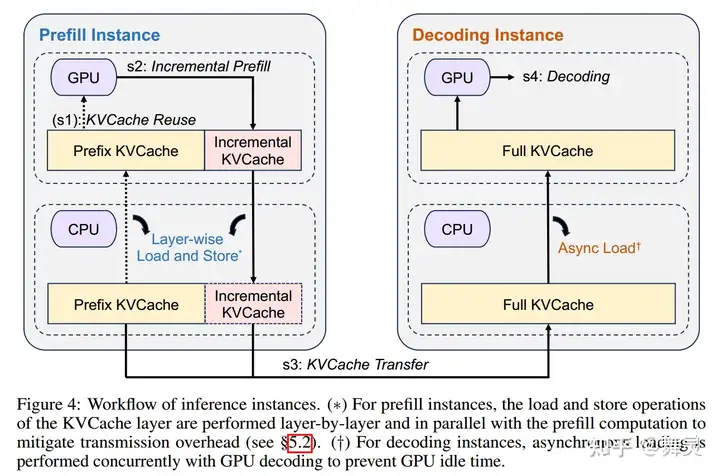 Prefill Instance
GPU
s2: Incremental Prefill
(s1): KVCache Reuse
Prefix KVCache
Incremental
KVCache
CPU
Layer-wise
Load and Store*
Prefix KVCache
Incremental
KVCache
Decoding Instance
GPU
s4: Decoding
Full KVCache
CPU
Async Load†
Full KVCache
s3: KVCache Transfer
Figure 4: Workflow of inference instances. (∗) For prefill instances, the load and store operations
of the KVCache layer are performed layer-by-layer and in parallel with the prefill computation to
mitigate transmission overhead (see §5.2). (†) For decoding instances, asynchronous loading is
performed concurrently with GPU decoding to prevent GPU idle time.
知乎 @舞灵